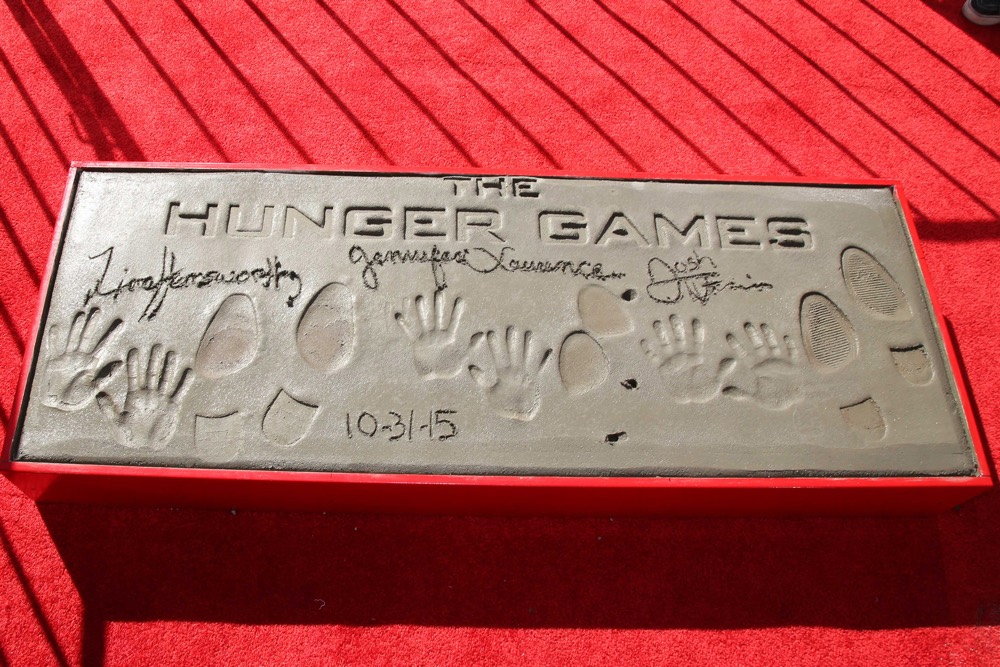 THE
HUNGER GAMES
Liam Hemsworth Jennifer Lawrence Josh
10-31-15